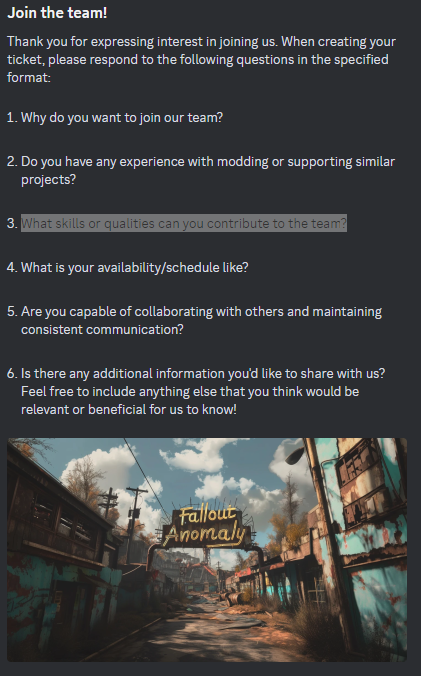 Join the team!
Thank you for expressing interest in joining us. When creating your
ticket, please respond to the following questions in the specified
format:
1. Why do you want to join our team?
2. Do you have any experience with modding or supporting similar
projects?
3. What skills or qualities can you contribute to the team?
4. What is your availability/schedule like?
5. Are you capable of collaborating with others and maintaining
consistent communication?
6. Is there any additional information you'd like to share with us?
Feel free to include anything else that you think would be
relevant or beneficial for us to know!
Fallout
Anomaly